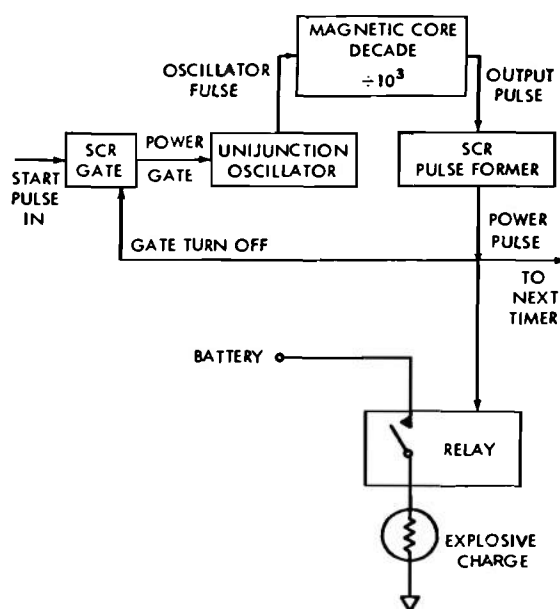 MAGNETIC CORE
DECADE
÷10³
OSCILLATOR
FULSE
OUTPUT
PULSE
START
PULSE
IN
SCR
GATE
POWER
GATE
UNIJUNCTION
OSCILLATOR
SCR
PULSE FORMER
POWER
PULSE
GATE TURN OFF
TO
NEXT
TIMER
BATTERY
RELAY
EXPLOSIVE
CHARGE